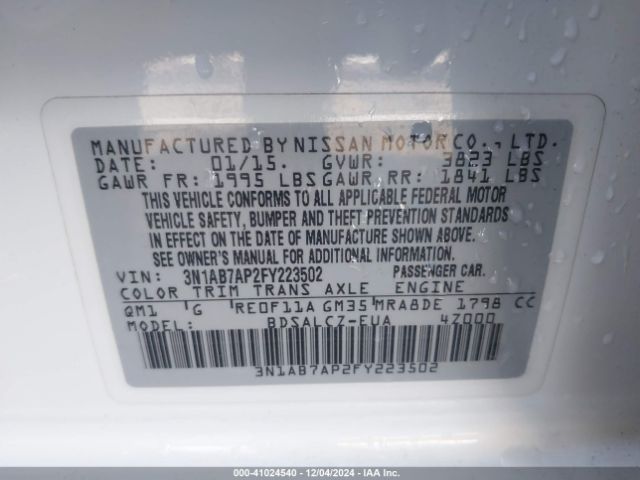 MANUFACTURED BY NISSAN MOTOR CO., LTD.
DATE: 01/15. GVWR: 3823 LBS
GAWR FR: 1995 LBS GAWR RR: 1841 LBS
THIS VEHICLE CONFORMS TO ALL APPLICABLE FEDERAL MOTOR
VEHICLE SAFETY, BUMPER AND THEFT PREVENTION STANDARDS
IN EFFECT ON THE DATE OF MANUFACTURE SHOWN ABOVE.
SEE OWNER'S MANUAL FOR ADDITIONAL INFORMATION.
VIN: 3N1AB7AP2FY223502 PASSENGER CAR.
COLOR TRIM TRANS AXLE ENGINE
QM1 G RE0F11A GM35 MRA8DE 1798 CC
MODEL: BDSALCZ-EUA 4Z000
3N1AB7AP2FY223502
000-41024540 - 12/04/2024 - IAA Inc.